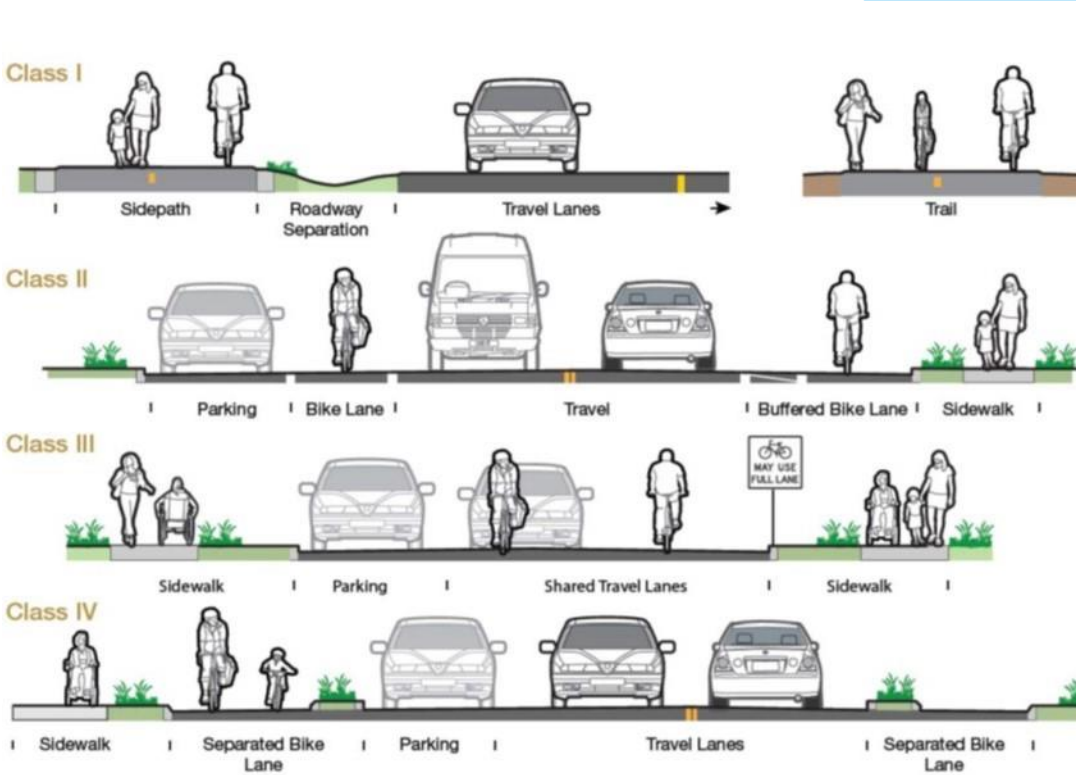 Class I
Sidepath
Roadway
Separation
Travel Lanes
Trail
Class II
Parking
Bike Lane
Travel
Buffered Bike Lane
Sidewalk
Class III
MAY USE
FULL LANE
Sidewalk
Parking
Shared Travel Lanes
Sidewalk
Class IV
Sidewalk
Separated Bike
Lane
Parking
Travel Lanes
Separated Bike
Lane